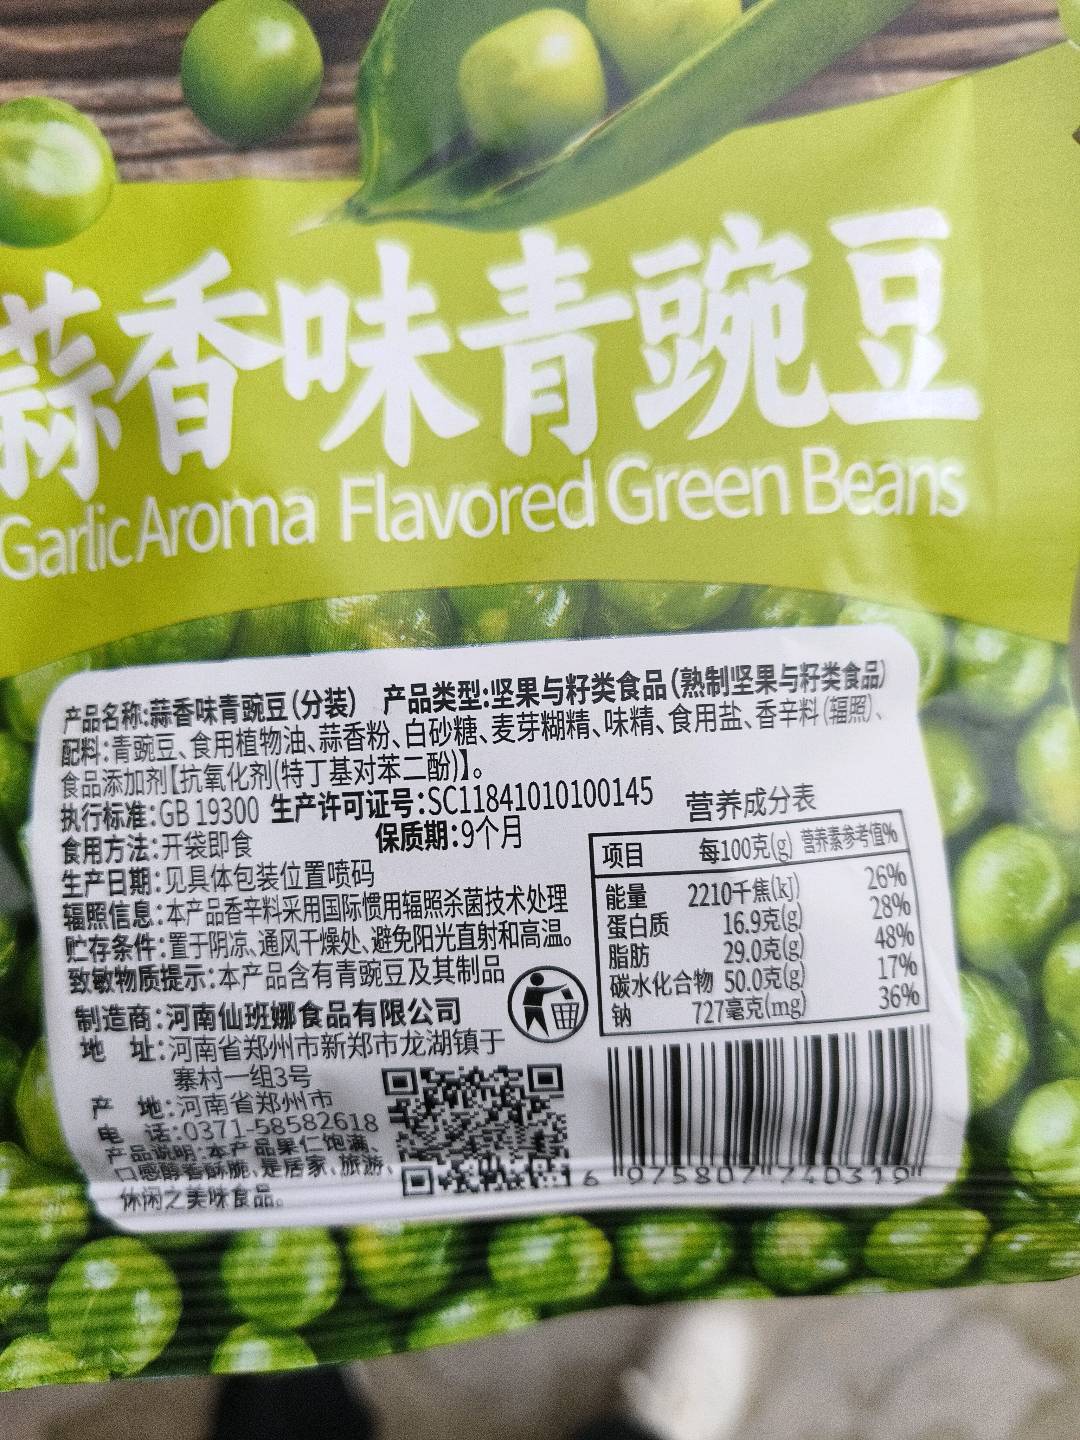 蒜香味青豌豆
Garlic Aroma Flavored Green Beans
产品名称:蒜香味青豌豆(分装) 产品类型:坚果与籽类食品(熟制坚果与籽类食品)
配料:青豌豆、食用植物油、蒜香粉、白砂糖、麦芽糊精、味精、食用盐、香辛料(辐照)、
食品添加剂【抗氧化剂(特丁基对苯二酚)】。
执行标准:GB 19300 生产许可证号:SC11841010100145
食用方法:开袋即食 保质期:9个月
生产日期:见具体包装位置喷码
辐照信息:本产品香辛料采用国际惯用辐照杀菌技术处理
贮存条件:置于阴凉、通风干燥处、避免阳光直射和高温。
致敏物质提示:本产品含有青豌豆及其制品
制造商:河南仙班娜食品有限公司
地 址:河南省郑州市新郑市龙湖镇于
寨村一组3号
产 地:河南省郑州市
电 话:0371-58582618
产品说明:本产品果仁饱满、
口感醇香酥脆,是居家、旅游、
休闲之美味食品。
营养成分表
项目 每100克(g) 营养素参考值%
能量 2210千焦(kJ) 26%
蛋白质 16.9克(g) 28%
脂肪 29.0克(g) 48%
碳水化合物 50.0克(g) 17%
钠 727毫克(mg) 36%
6 975807 740319